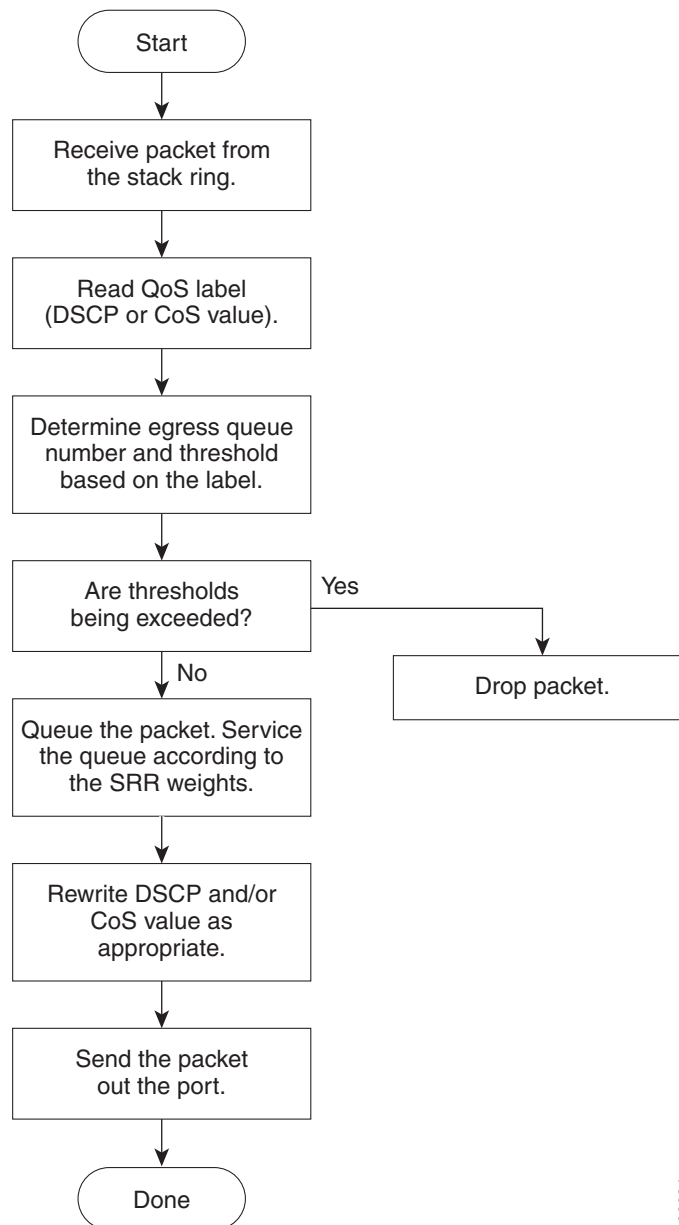 Start
Receive packet from
the stack ring.
Read QoS label
(DSCP or CoS value).
Determine egress queue
number and threshold
based on the label.
Are thresholds
being exceeded?
Yes
No
Drop packet.
Queue the packet. Service
the queue according to
the SRR weights.
Rewrite DSCP and/or
CoS value as
appropriate.
Send the packet
out the port.
Done